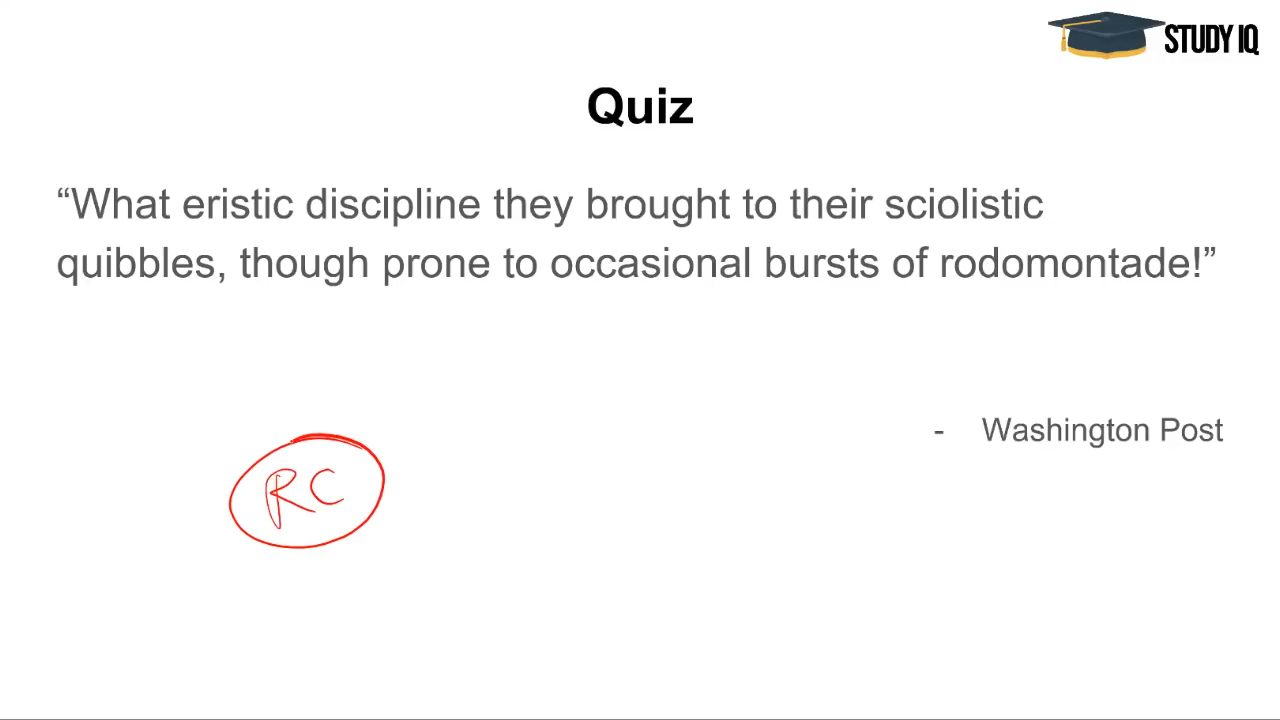 STUDY IQ
Quiz
“What eristic discipline they brought to their sciolistic
quibbles, though prone to occasional bursts of rodomontade!”
- Washington Post
RC